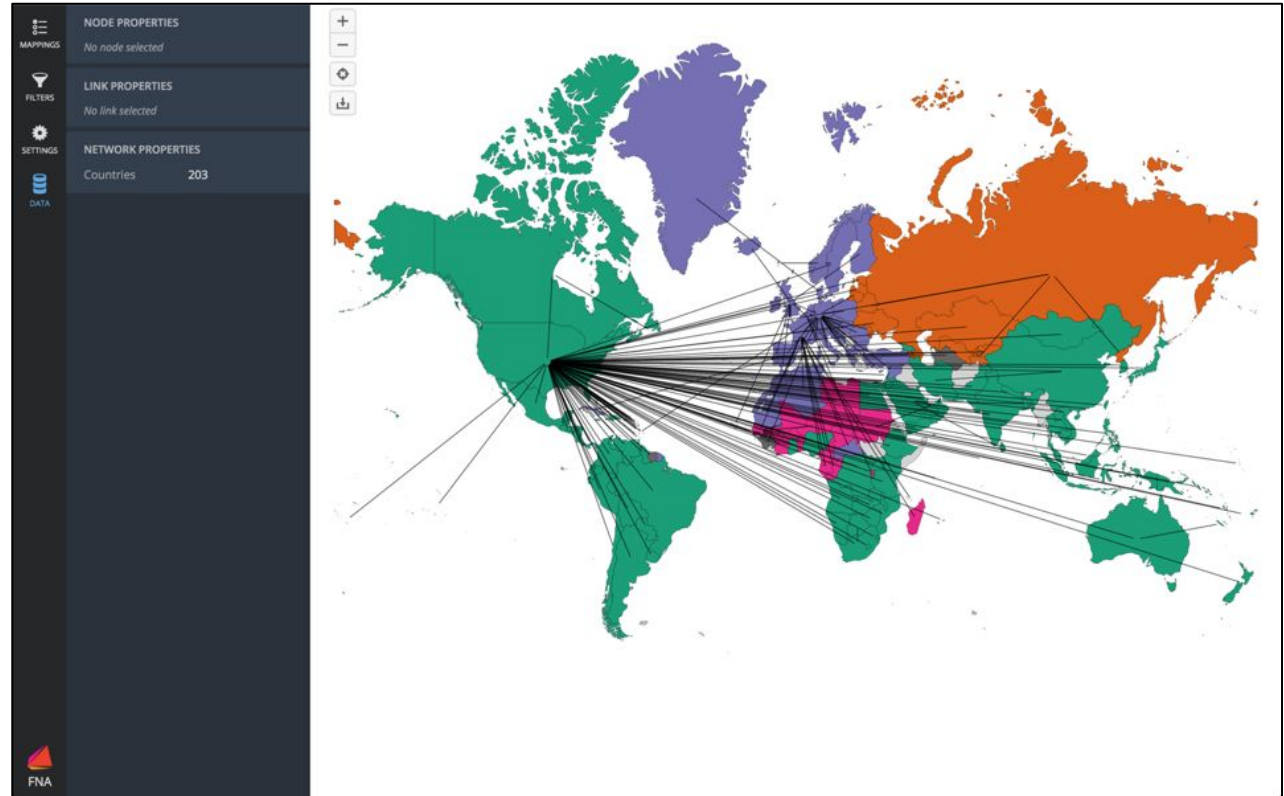 MAPPINGS
FILTERS
SETTINGS
DATA
FNA
NODE PROPERTIES
No node selected
LINK PROPERTIES
No link selected
NETWORK PROPERTIES
Countries 203
+
−